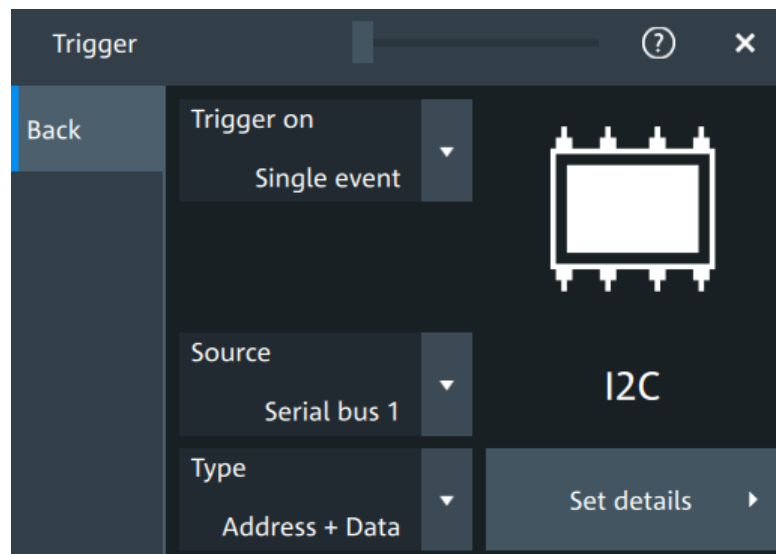 Trigger
?
Back
Trigger on
Single event
Source
Serial bus 1
I2C
Type
Address + Data
Set details